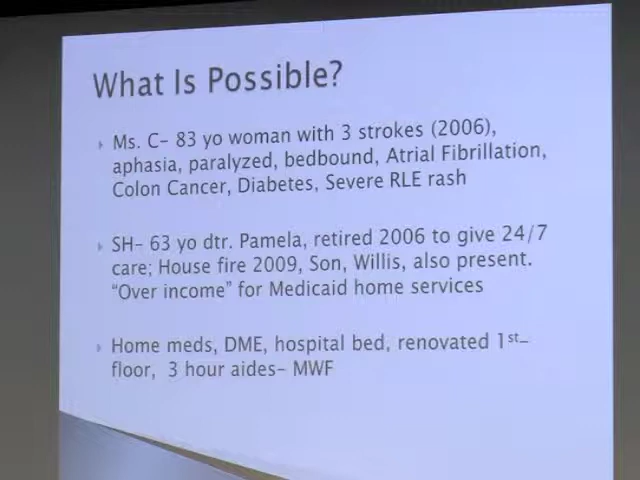 What Is Possible?
Ms. C- 83 yo woman with 3 strokes (2006),
aphasia, paralyzed, bedbound, Atrial Fibrillation,
Colon Cancer, Diabetes, Severe RLE rash
SH- 63 yo dtr. Pamela, retired 2006 to give 24/7
care; House fire 2009, Son, Willis, also present.
“Over income” for Medicaid home services
Home meds, DME, hospital bed, renovated 1st-
floor, 3 hour aides- MWF